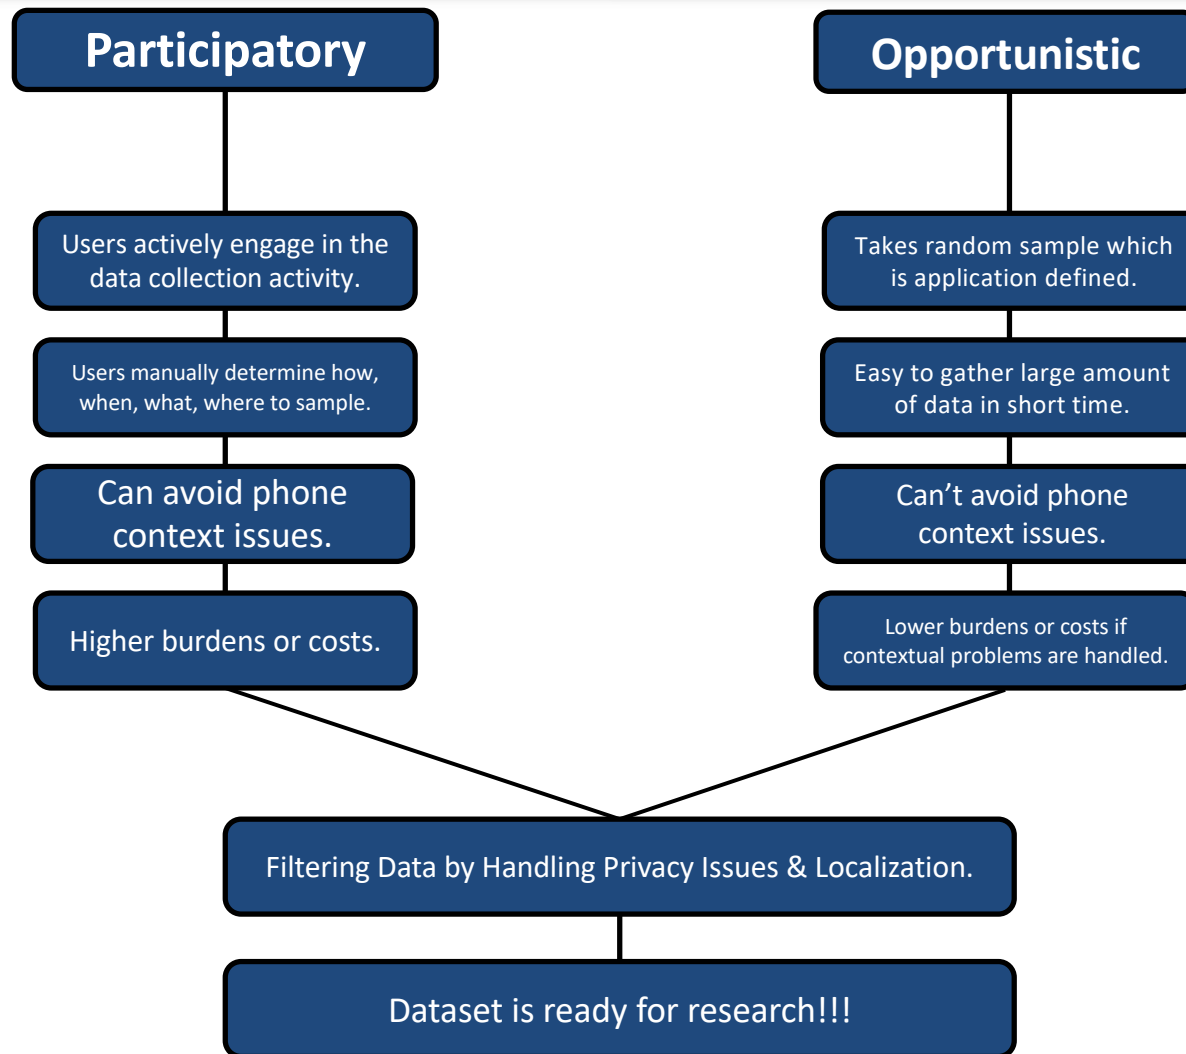 Participatory
Users actively engage in the
data collection activity.
Users manually determine how,
when, what, where to sample.
Can avoid phone
context issues.
Higher burdens or costs.
Opportunistic
Takes random sample which
is application defined.
Easy to gather large amount
of data in short time.
Can’t avoid phone
context issues.
Lower burdens or costs if
contextual problems are handled.
Filtering Data by Handling Privacy Issues & Localization.
Dataset is ready for research!!!